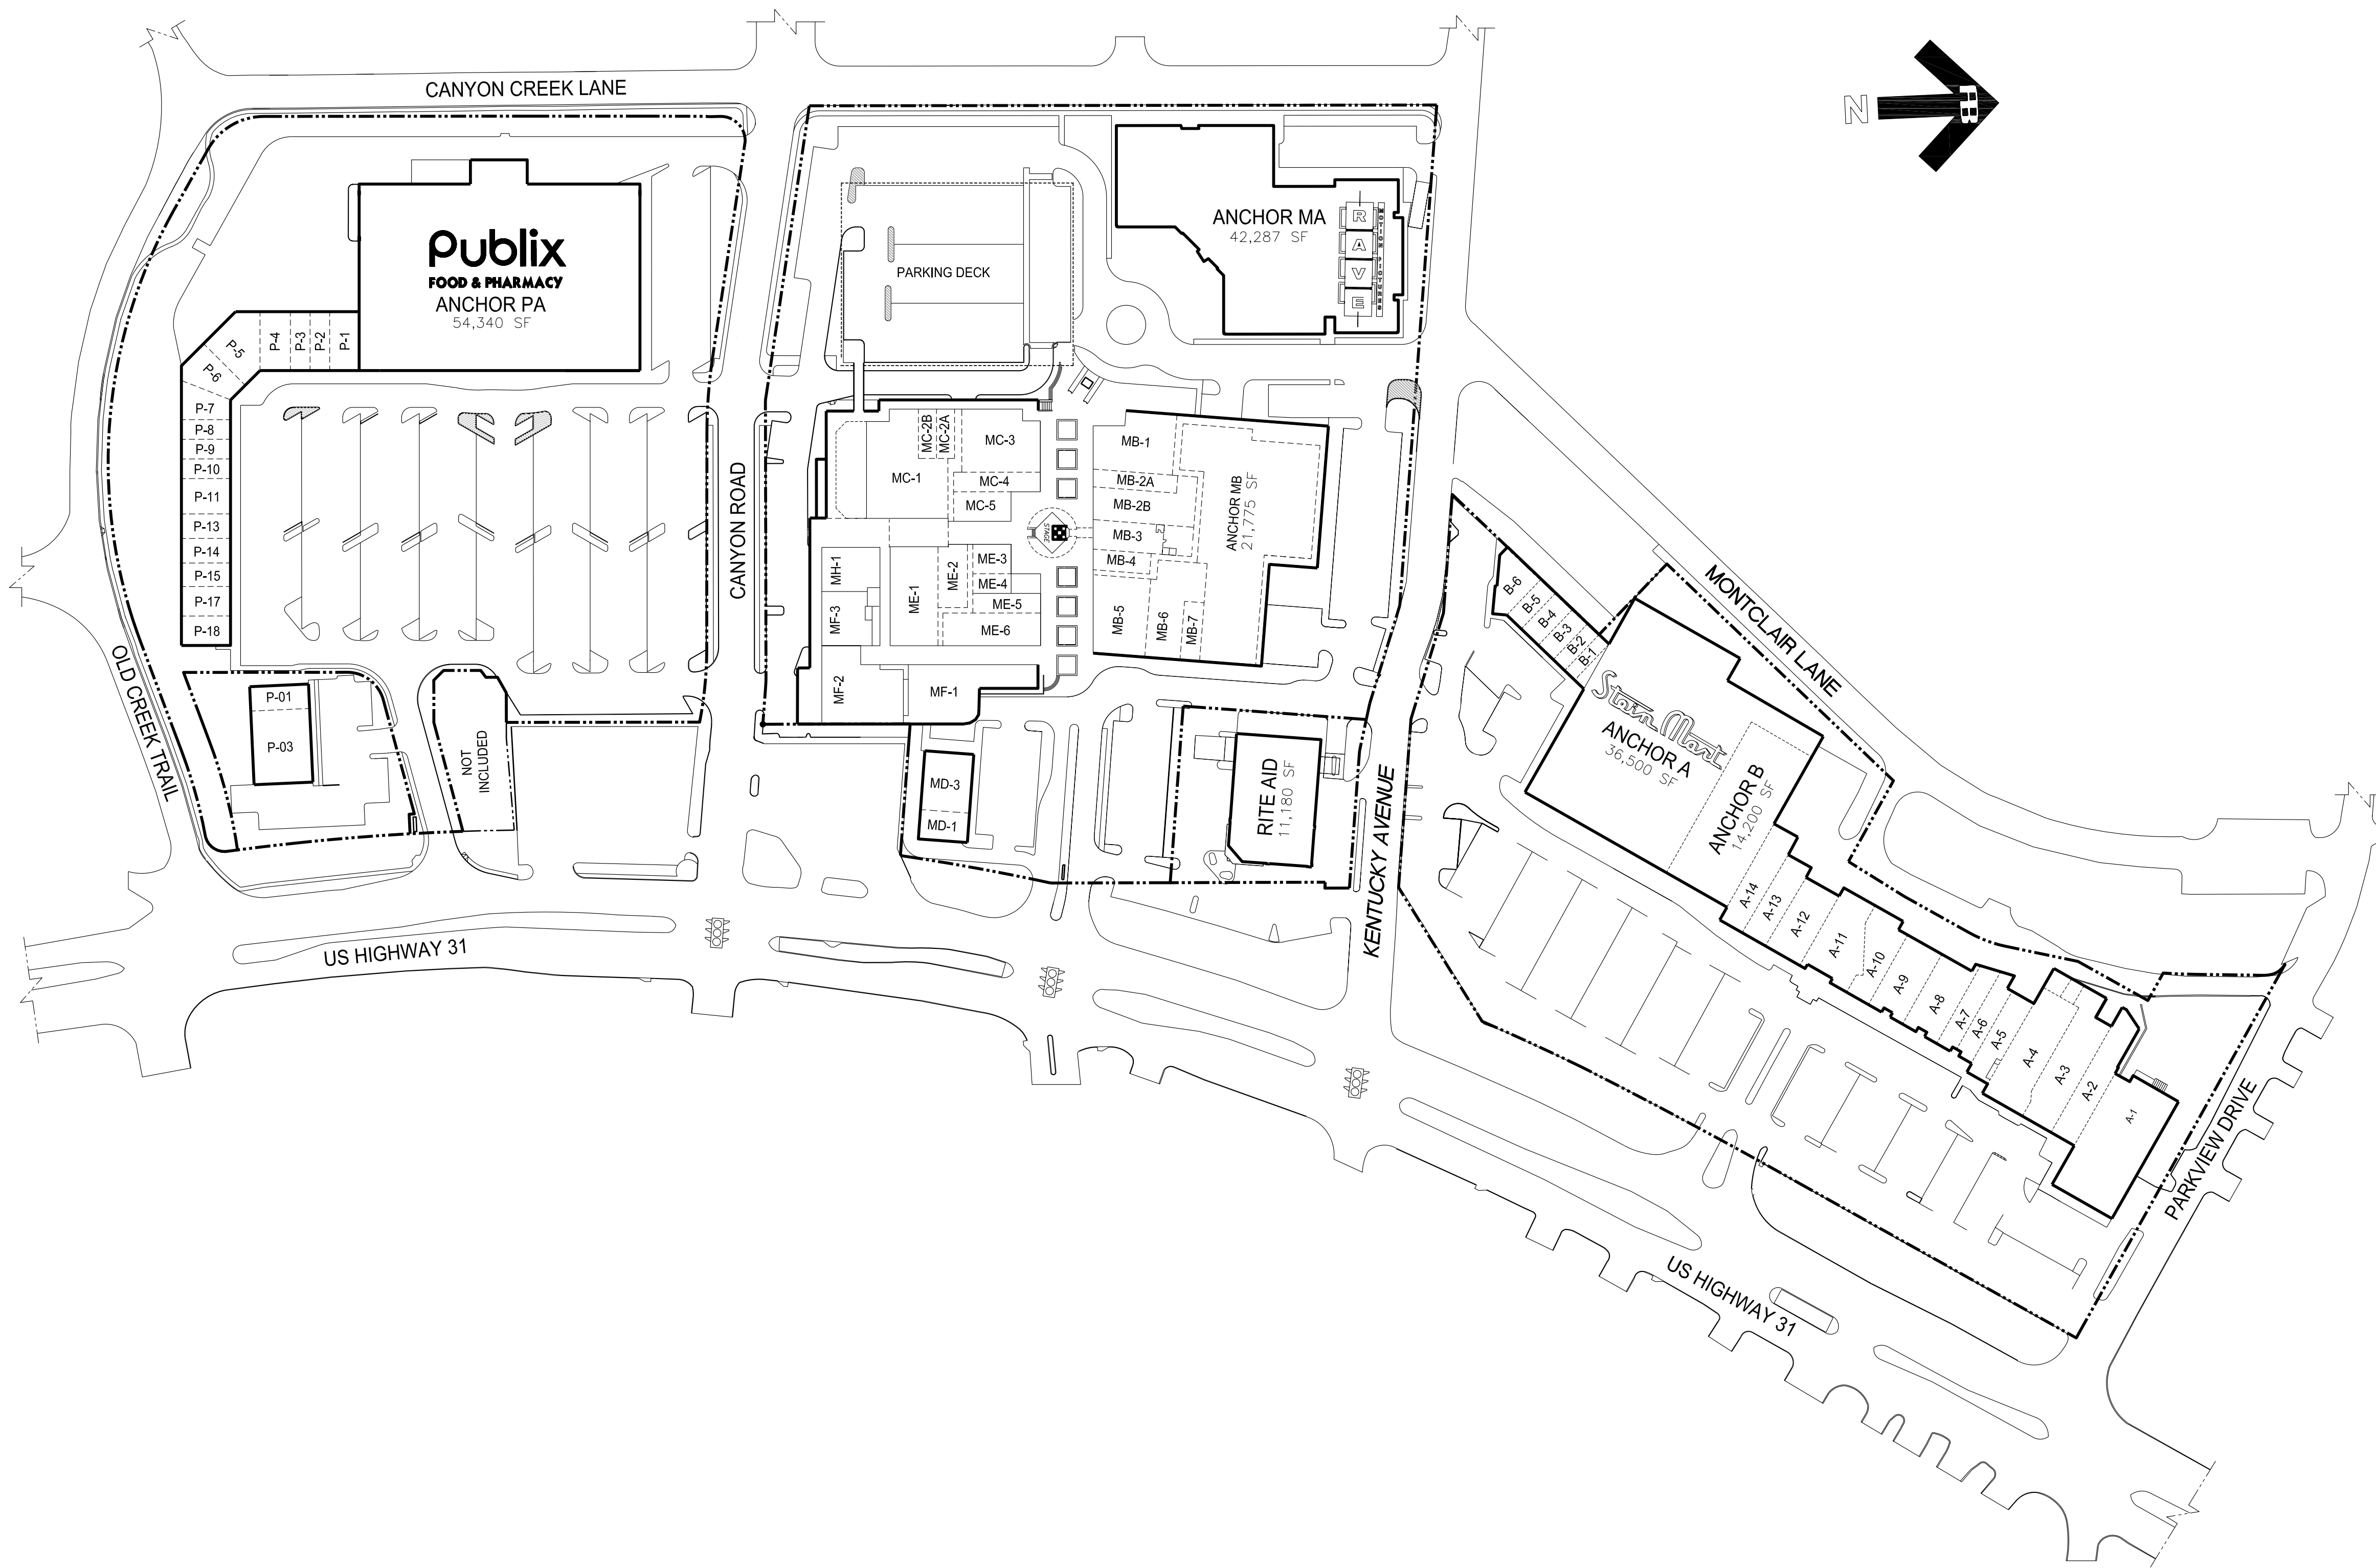 CANYON CREEK LANE
N
Publix
FOOD & PHARMACY
ANCHOR PA
54,340 SF
P-1
P-2
P-3
P-4
P-5
P-6
P-7
P-8
P-9
P-10
P-11
P-13
P-14
P-15
P-17
P-18
P-01
P-03
NOT
INCLUDED
OLD CREEK TRAIL
CANYON ROAD
PARKING DECK
ANCHOR MA
42,287 SF
RAVE
MOTION PICTURES
MC-1
MC-2B
MC-2A
MC-3
MC-4
MC-5
MH-1
MF-3
ME-1
ME-2
ME-3
ME-4
ME-5
ME-6
MF-2
MF-1
STAGE
MB-1
MB-2A
MB-2B
MB-3
MB-4
MB-5
MB-6
MB-7
ANCHOR MB
21,775 SF
MD-3
MD-1
RITE AID
11,180 SF
KENTUCKY AVENUE
MONTCLAIR LANE
B-6
B-5
B-4
B-3
B-2
B-1
Stein Mart
ANCHOR A
36,500 SF
ANCHOR B
14,200 SF
A-14
A-13
A-12
A-11
A-10
A-9
A-8
A-7
A-6
A-5
A-4
A-3
A-2
A-1
PARKVIEW DRIVE
US HIGHWAY 31
US HIGHWAY 31